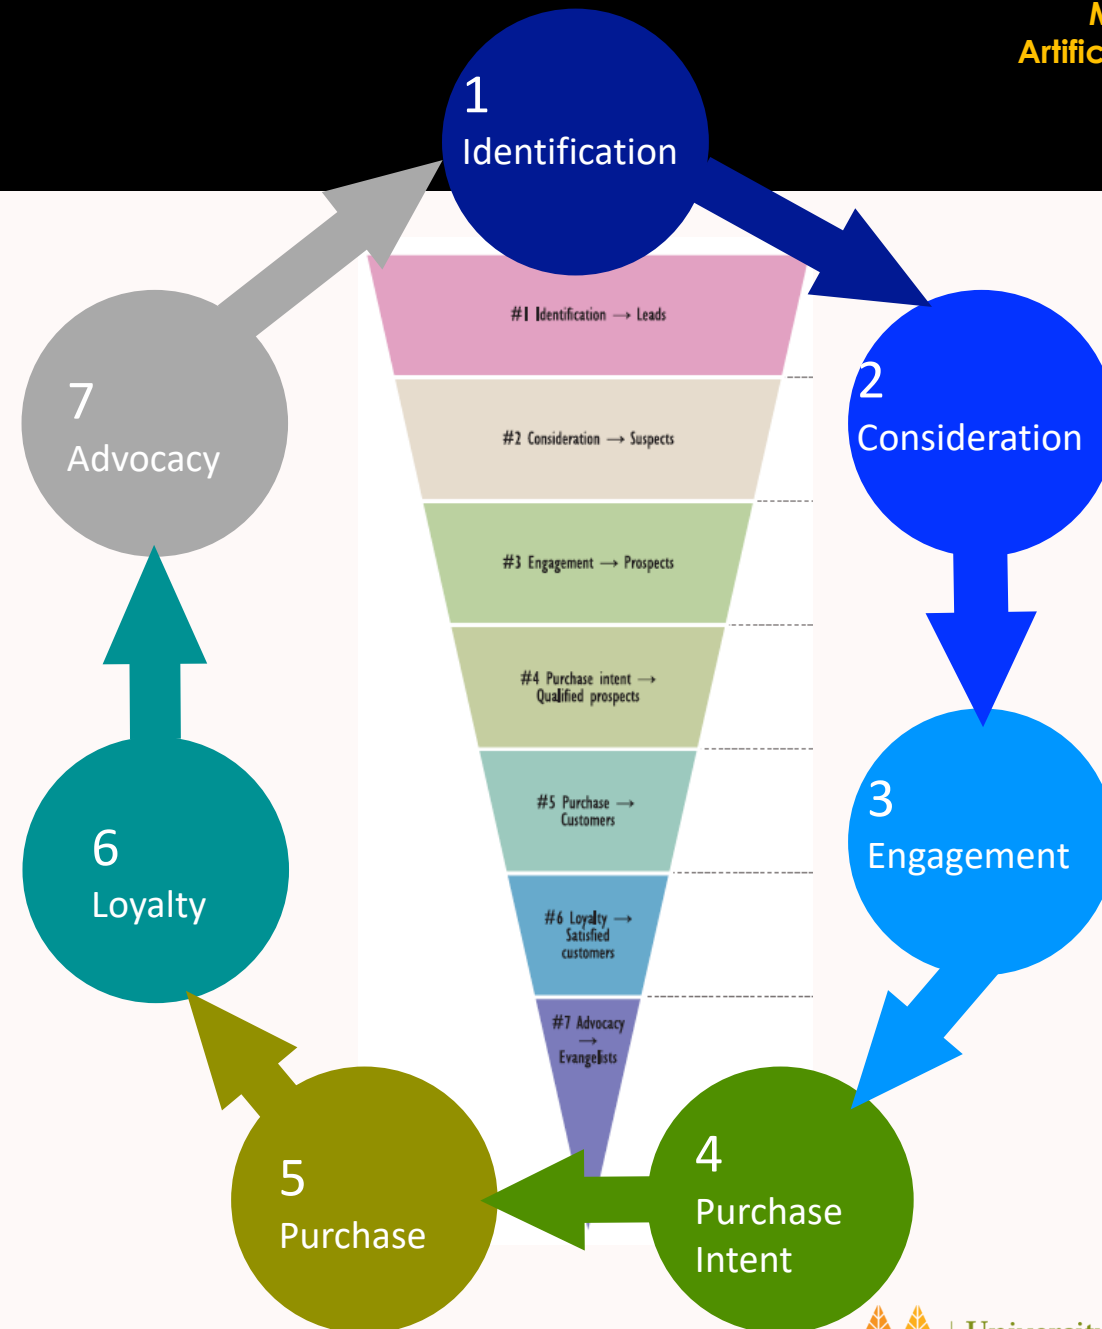 M
Artific
1
Identification
2
Consideration
3
Engagement
4
Purchase
Intent
5
Purchase
6
Loyalty
7
Advocacy
#1 Identification → Leads
#2 Consideration → Suspects
#3 Engagement → Prospects
#4 Purchase intent →
Qualified prospects
#5 Purchase →
Customers
#6 Loyalty →
Satisfied
customers
#7 Advocacy
→
Evangelists
University